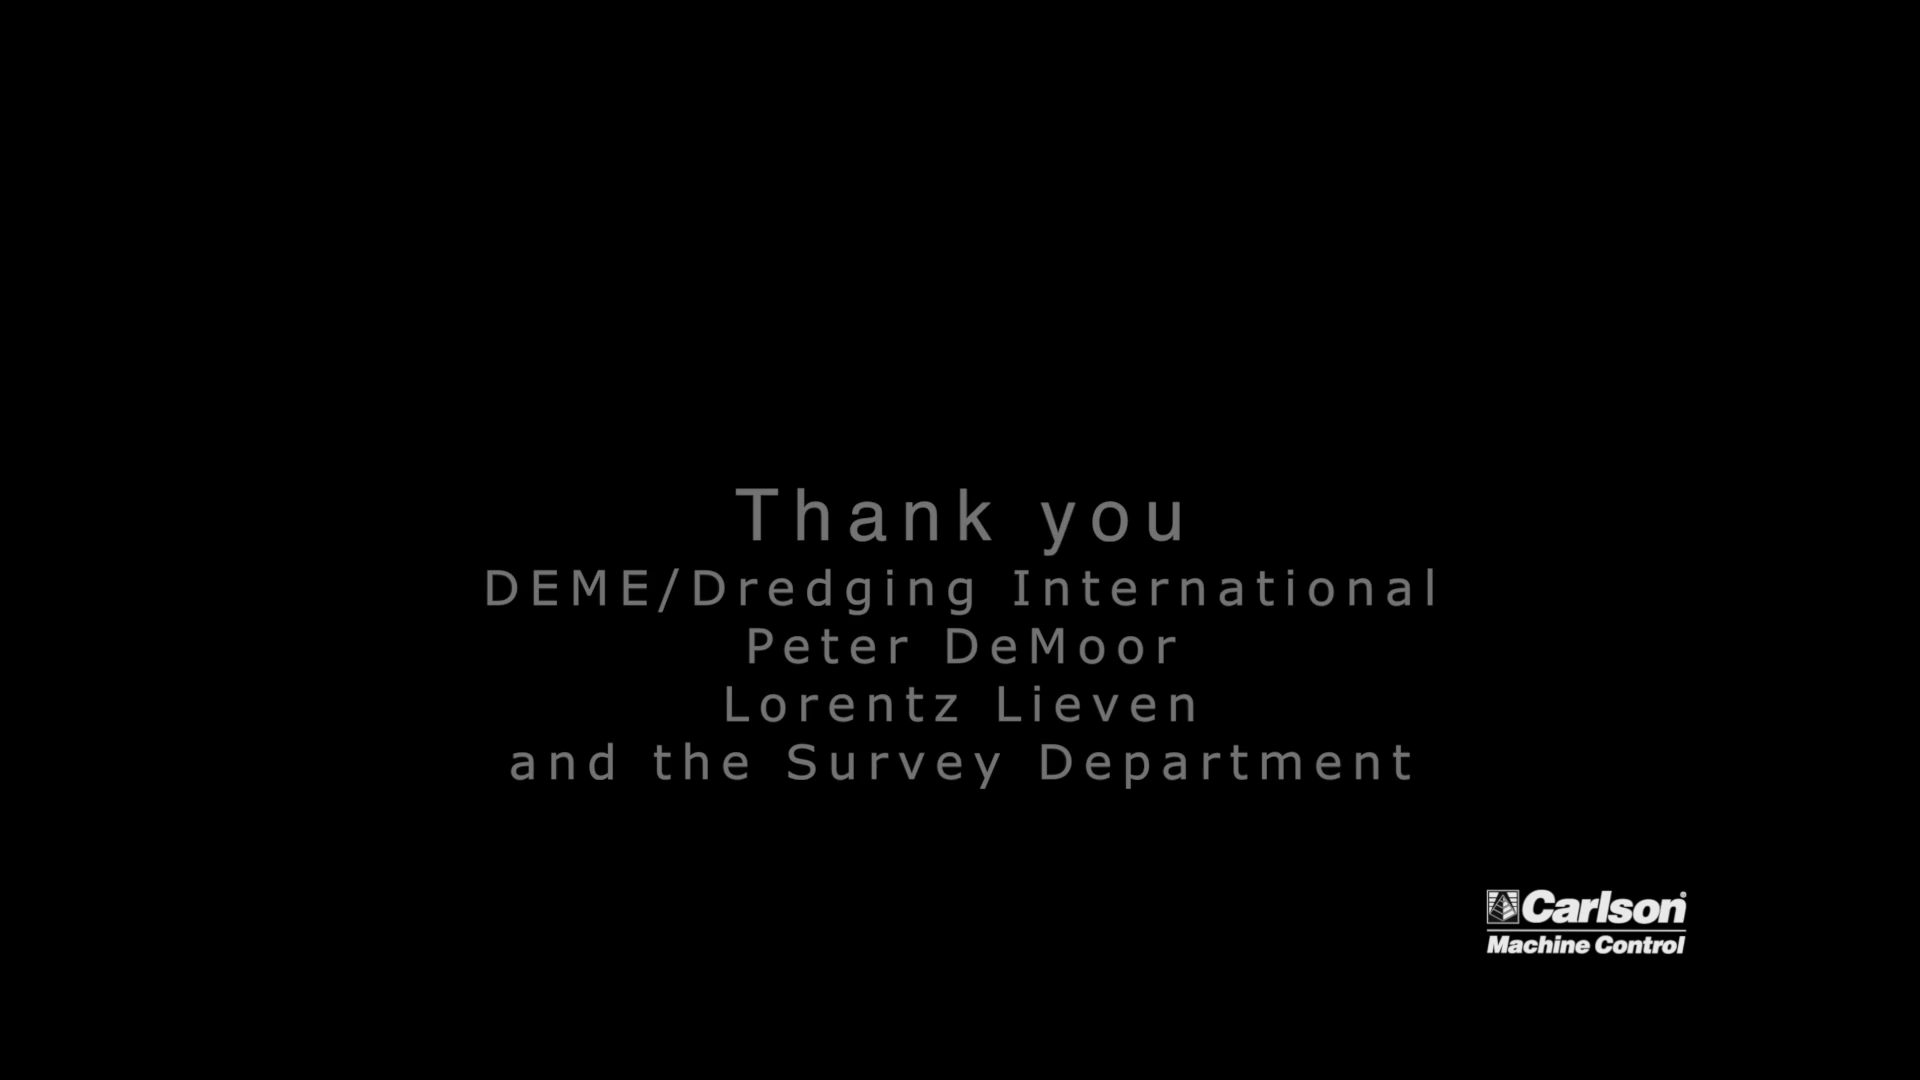 Thank you
DEME/Dredging International
Peter DeMoor
Lorentz Lieven
and the Survey Department
Carlson®
Machine Control